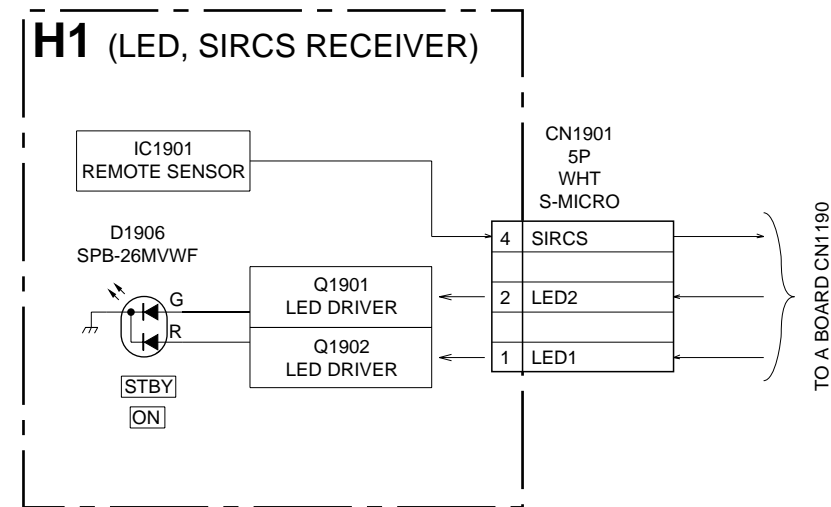 H1 (LED, SIRCS RECEIVER)
IC1901
REMOTE SENSOR
CN1901
5P
WHT
S-MICRO
4 SIRCS
D1906
SPB-26MVWF
G
R
Q1901
LED DRIVER
2 LED2
Q1902
LED DRIVER
1 LED1
STBY
ON
TO A BOARD CN1190